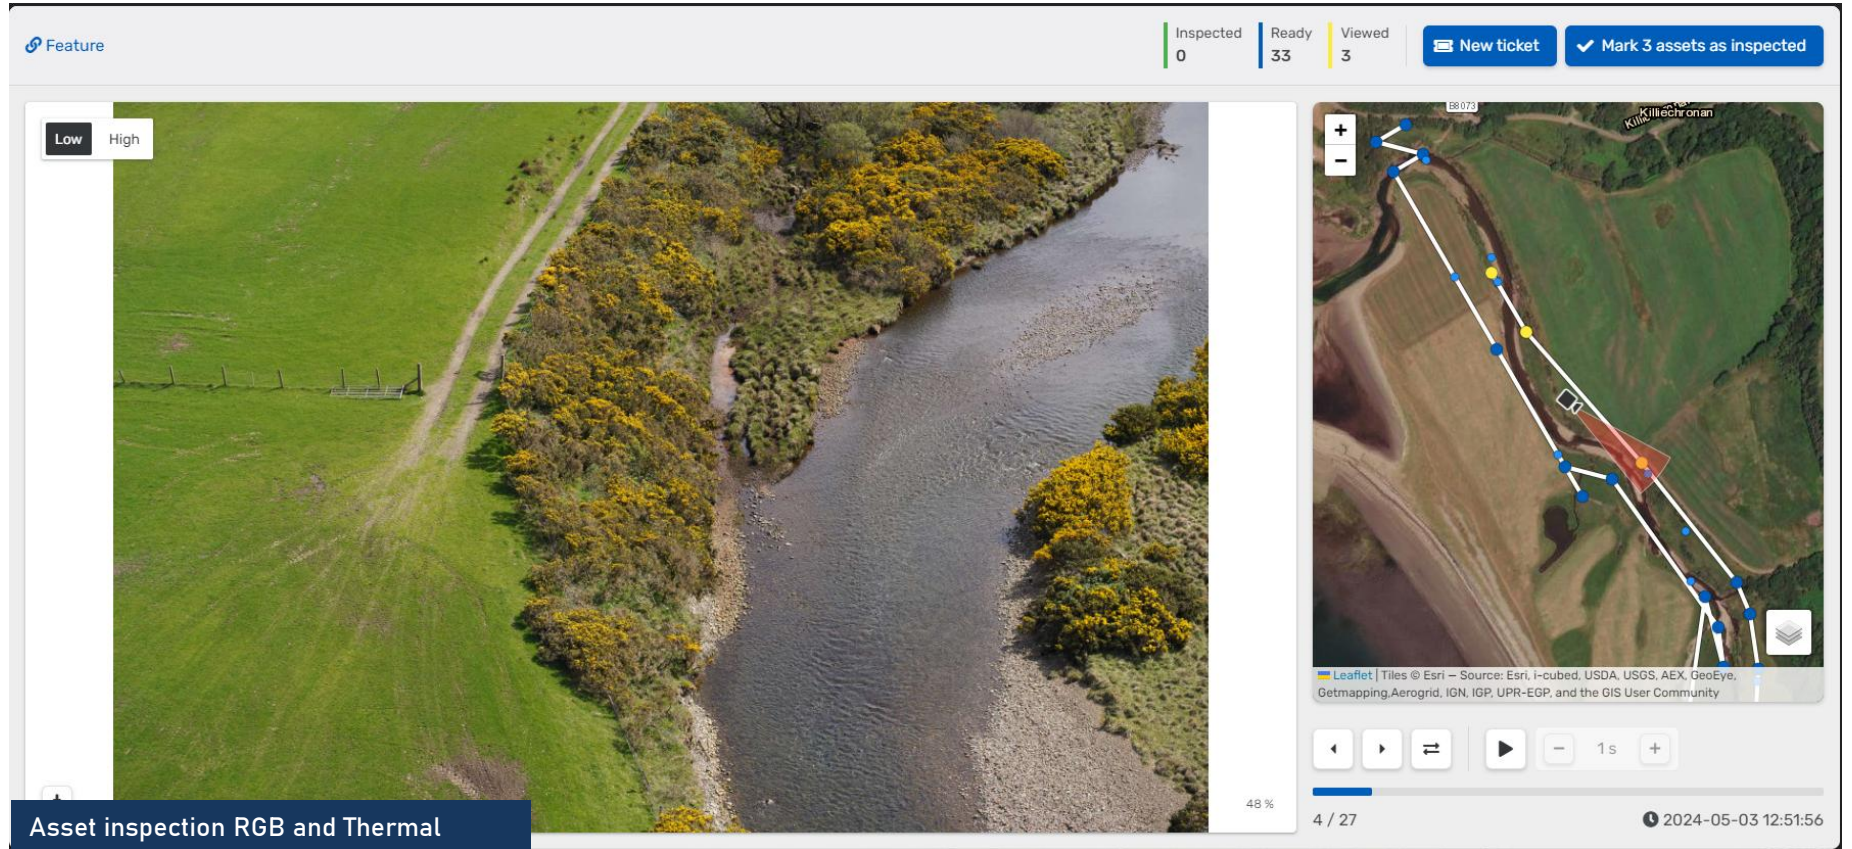 Feature
Inspected
0
Ready
33
Viewed
3
New ticket
Mark 3 assets as inspected
Low
High
B8073
Killiechronan
+
−
Leaflet | Tiles © Esri — Source: Esri, i-cubed, USDA, USGS, AEX, GeoEye,
Getmapping,Aerogrid, IGN, IGP, UPR-EGP, and the GIS User Community
− 1 s +
48 %
4 / 27
2024-05-03 12:51:56
Asset inspection RGB and Thermal